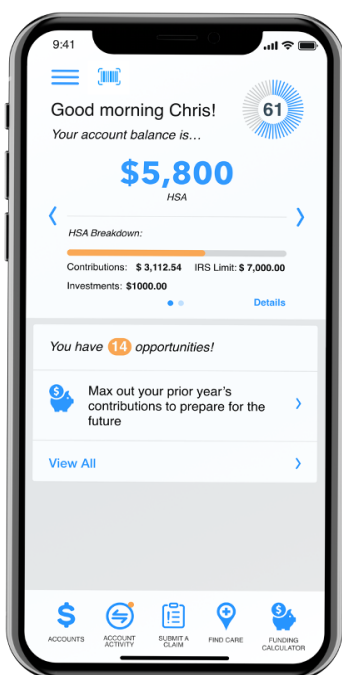 9:41
Good morning Chris!
61
Your account balance is...
$5,800
HSA
HSA Breakdown:
Contributions: $ 3,112.54 IRS Limit: $ 7,000.00
Investments: $1000.00
Details
You have 14 opportunities!
$
Max out your prior year's
contributions to prepare for the
future
View All
$ $
ACCOUNTS
ACCOUNT
ACTIVITY
SUBMIT A
CLAIM
FIND CARE
FUNDING
CALCULATOR